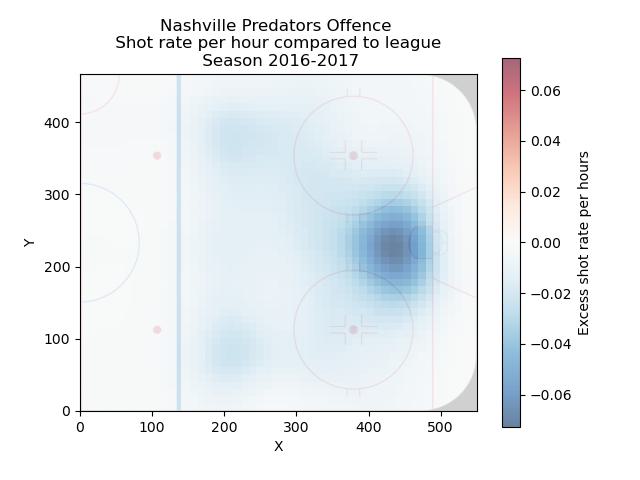 Nashville Predators Offence
Shot rate per hour compared to league
Season 2016-2017
Y
400
300
200
100
0
0 100 200 300 400 500
X
0.06
0.04
0.02
0.00
−0.02
−0.04
−0.06
Excess shot rate per hours